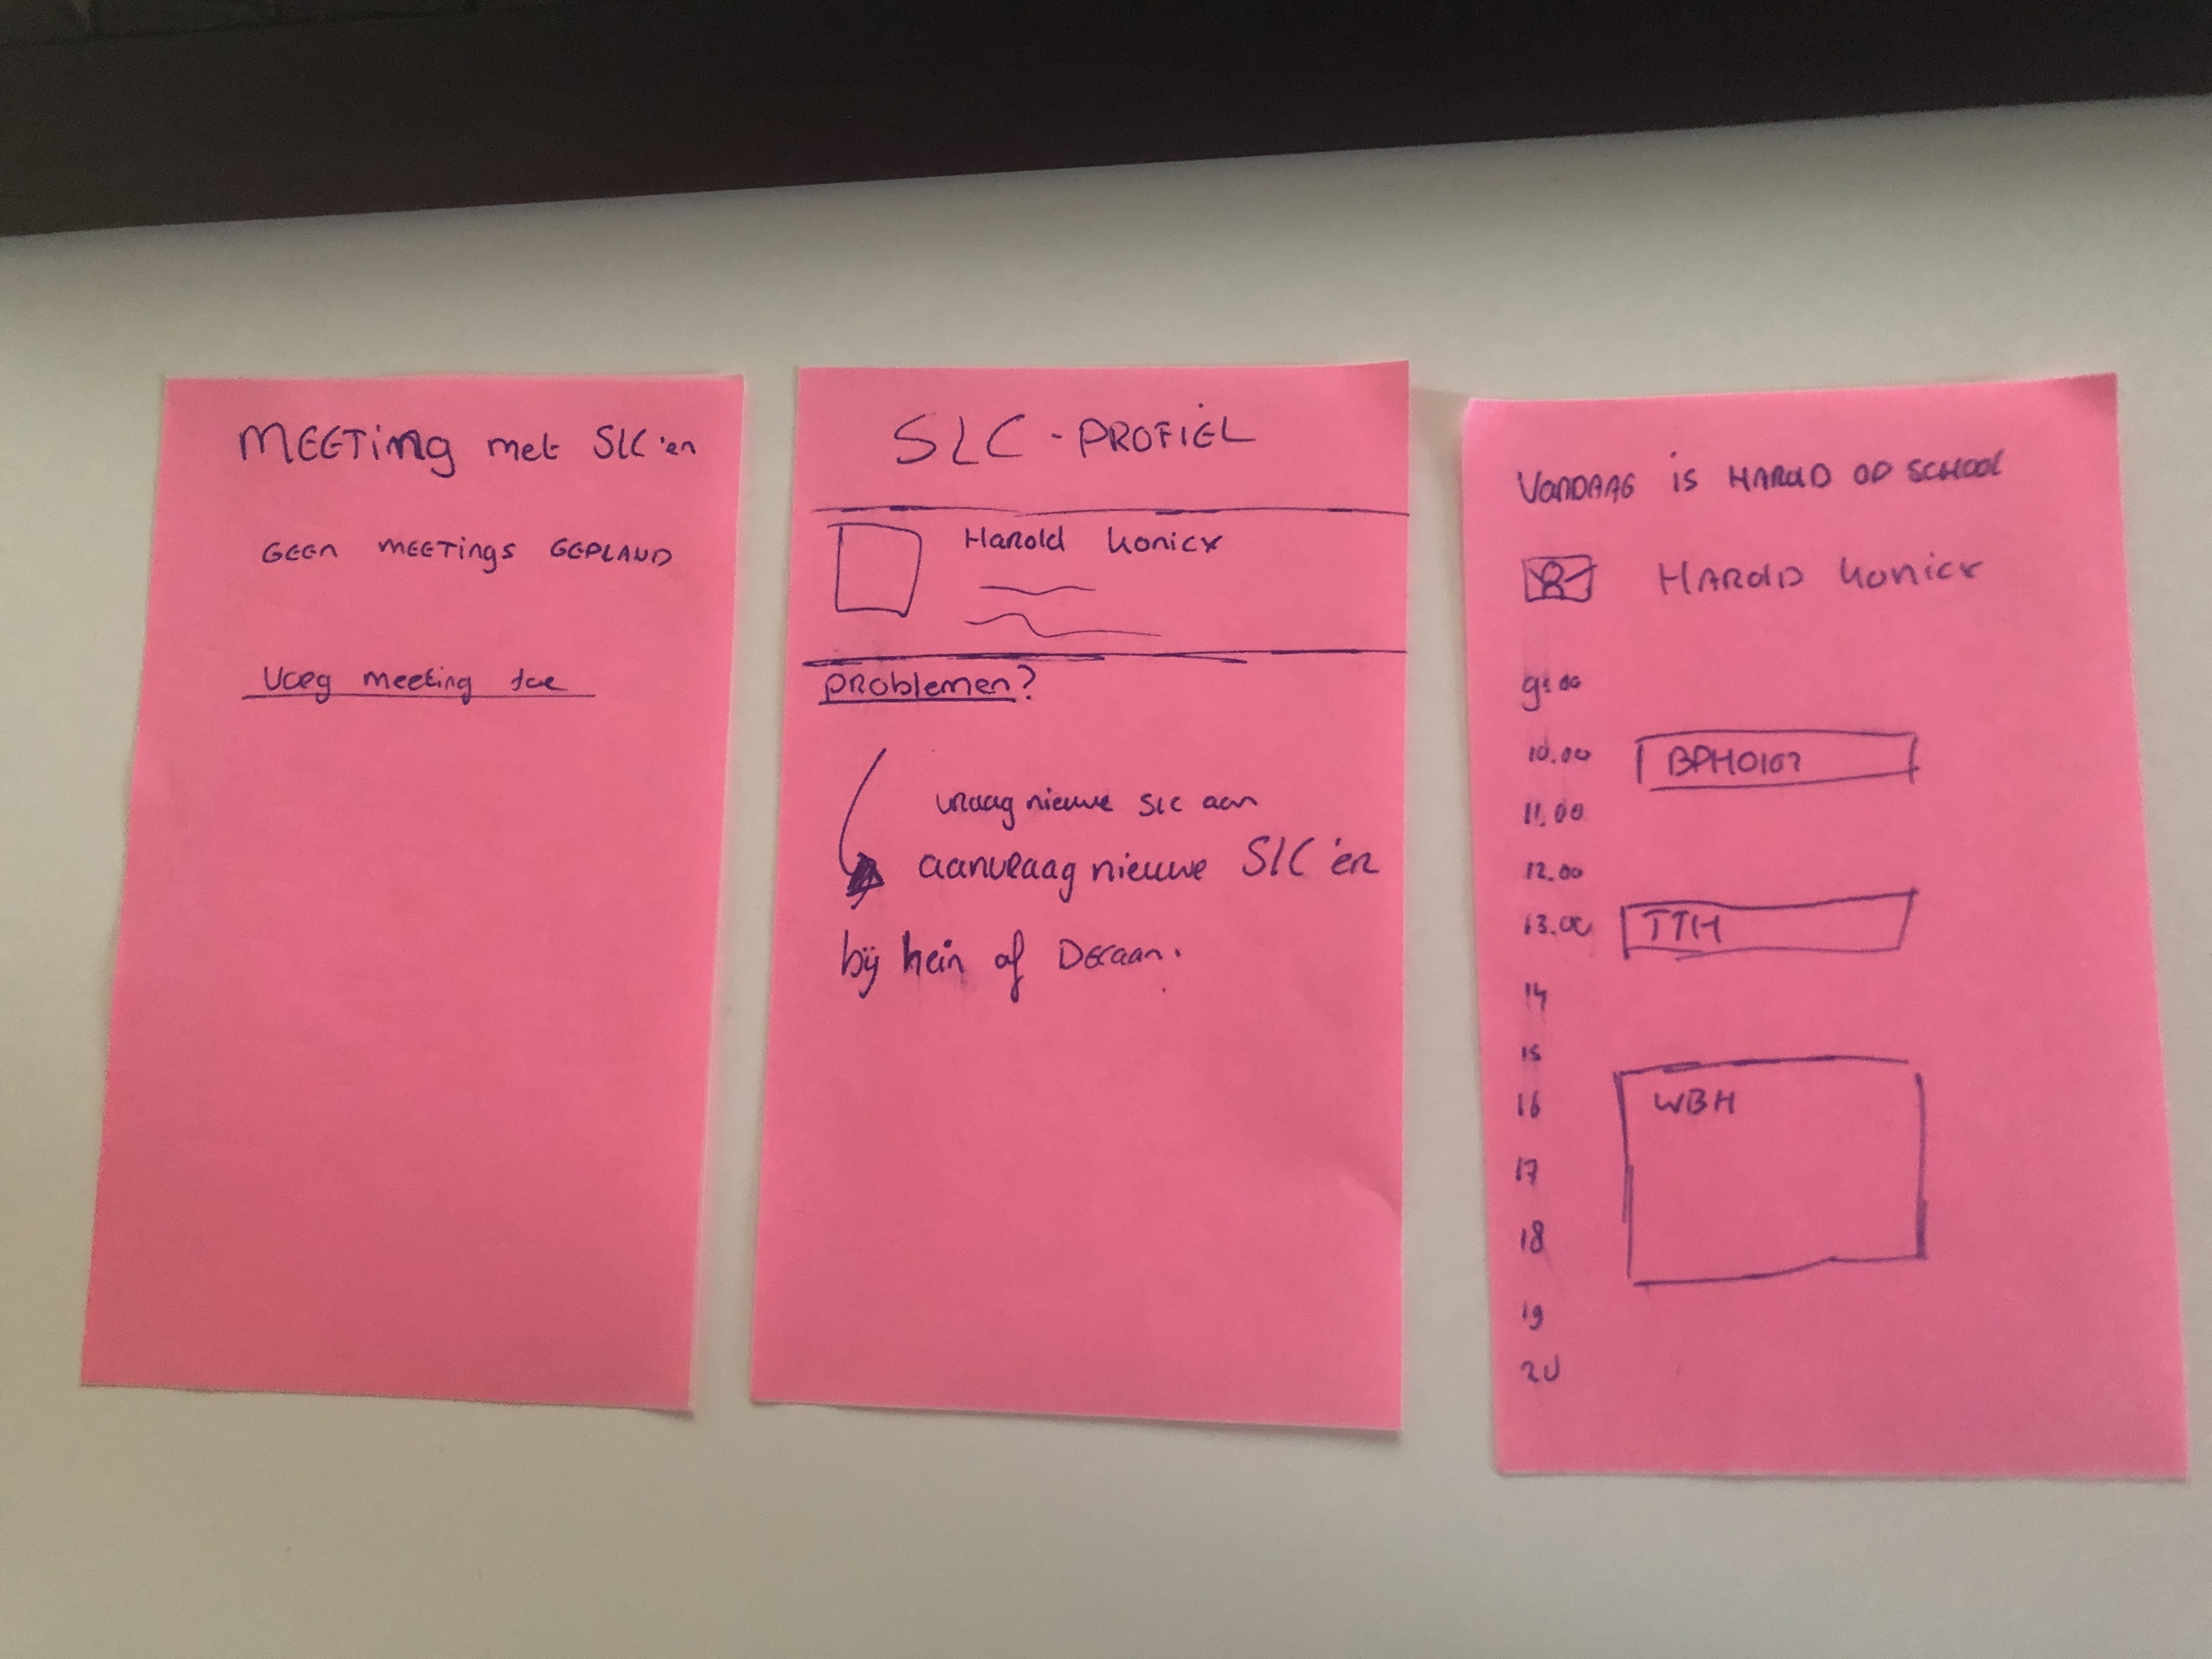 MEETing met SLC'en
GEEN MEETINGS GEPLAND
Voeg meeting toe
SLC - PROFIEL
Harold Konicx
problemen?
vraag nieuwe slc aan
aanvraag nieuwe SLC'er
bij hein of Decaan.
VANDAAG is HAROLD OP SCHOOL
HAROLD Konicx
9:00
10.00 BPH0107
11.00
12.00
13.00 TTH
14
15
16 WBH
17
18
19
20